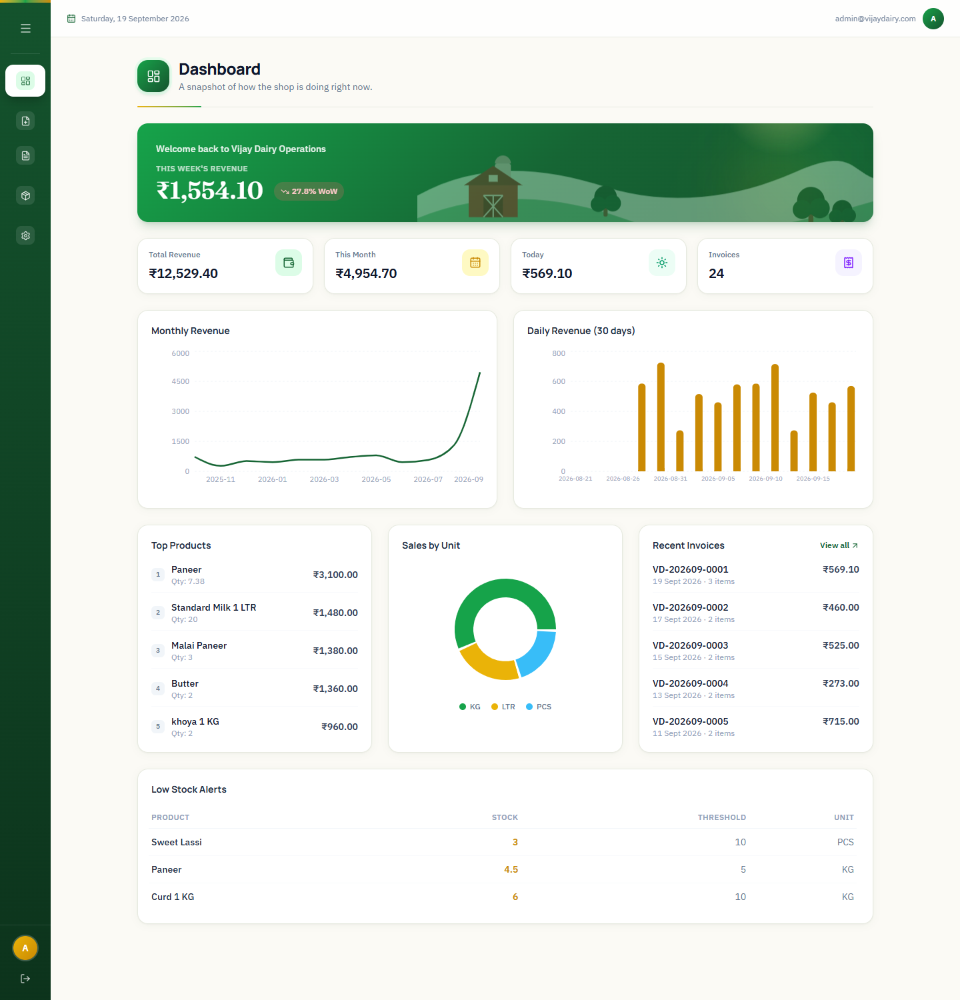 Saturday, 19 September 2026
admin@vijaydairy.com
A
Dashboard
A snapshot of how the shop is doing right now.
Welcome back to Vijay Dairy Operations
THIS WEEK'S REVENUE
₹1,554.10
27.8% WoW
Total Revenue
₹12,529.40
This Month
₹4,954.70
Today
₹569.10
Invoices
24
Monthly Revenue
6000
4500
3000
1500
0
2025-11 2026-01 2026-03 2026-05 2026-07 2026-09
Daily Revenue (30 days)
800
600
400
200
0
2026-08-21 2026-08-26 2026-08-31 2026-09-05 2026-09-10 2026-09-15
Top Products
1 Paneer ₹3,100.00
Qty: 7.38
2 Standard Milk 1 LTR ₹1,480.00
Qty: 20
3 Malai Paneer ₹1,380.00
Qty: 3
4 Butter ₹1,360.00
Qty: 2
5 khoya 1 KG ₹960.00
Qty: 2
Sales by Unit
KG LTR PCS
Recent Invoices View all
VD-202609-0001 ₹569.10
19 Sept 2026 · 3 items
VD-202609-0002 ₹460.00
17 Sept 2026 · 2 items
VD-202609-0003 ₹525.00
15 Sept 2026 · 2 items
VD-202609-0004 ₹273.00
13 Sept 2026 · 2 items
VD-202609-0005 ₹715.00
11 Sept 2026 · 2 items
Low Stock Alerts
PRODUCT STOCK THRESHOLD UNIT
Sweet Lassi 3 10 PCS
Paneer 4.5 5 KG
Curd 1 KG 6 10 KG
A